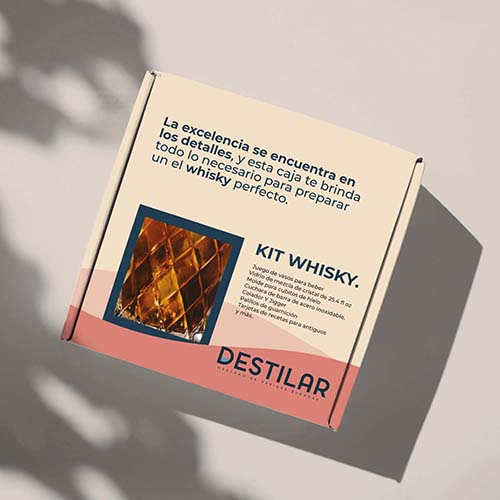 La excelencia se encuentra en
los detalles, y esta caja te brinda
todo lo necesario para preparar
un el whisky perfecto.
KIT WHISKY.
Juego de vasos para beber
Vidrio de mezcla de cristal de 25.4 fl oz
Molde para cubitos de hielo
Cuchara de barra de acero inoxidable,
Colador Y Jigger
Palillos de guarnición
Tarjetas de recetas para antiguos
y más..
DESTILAR